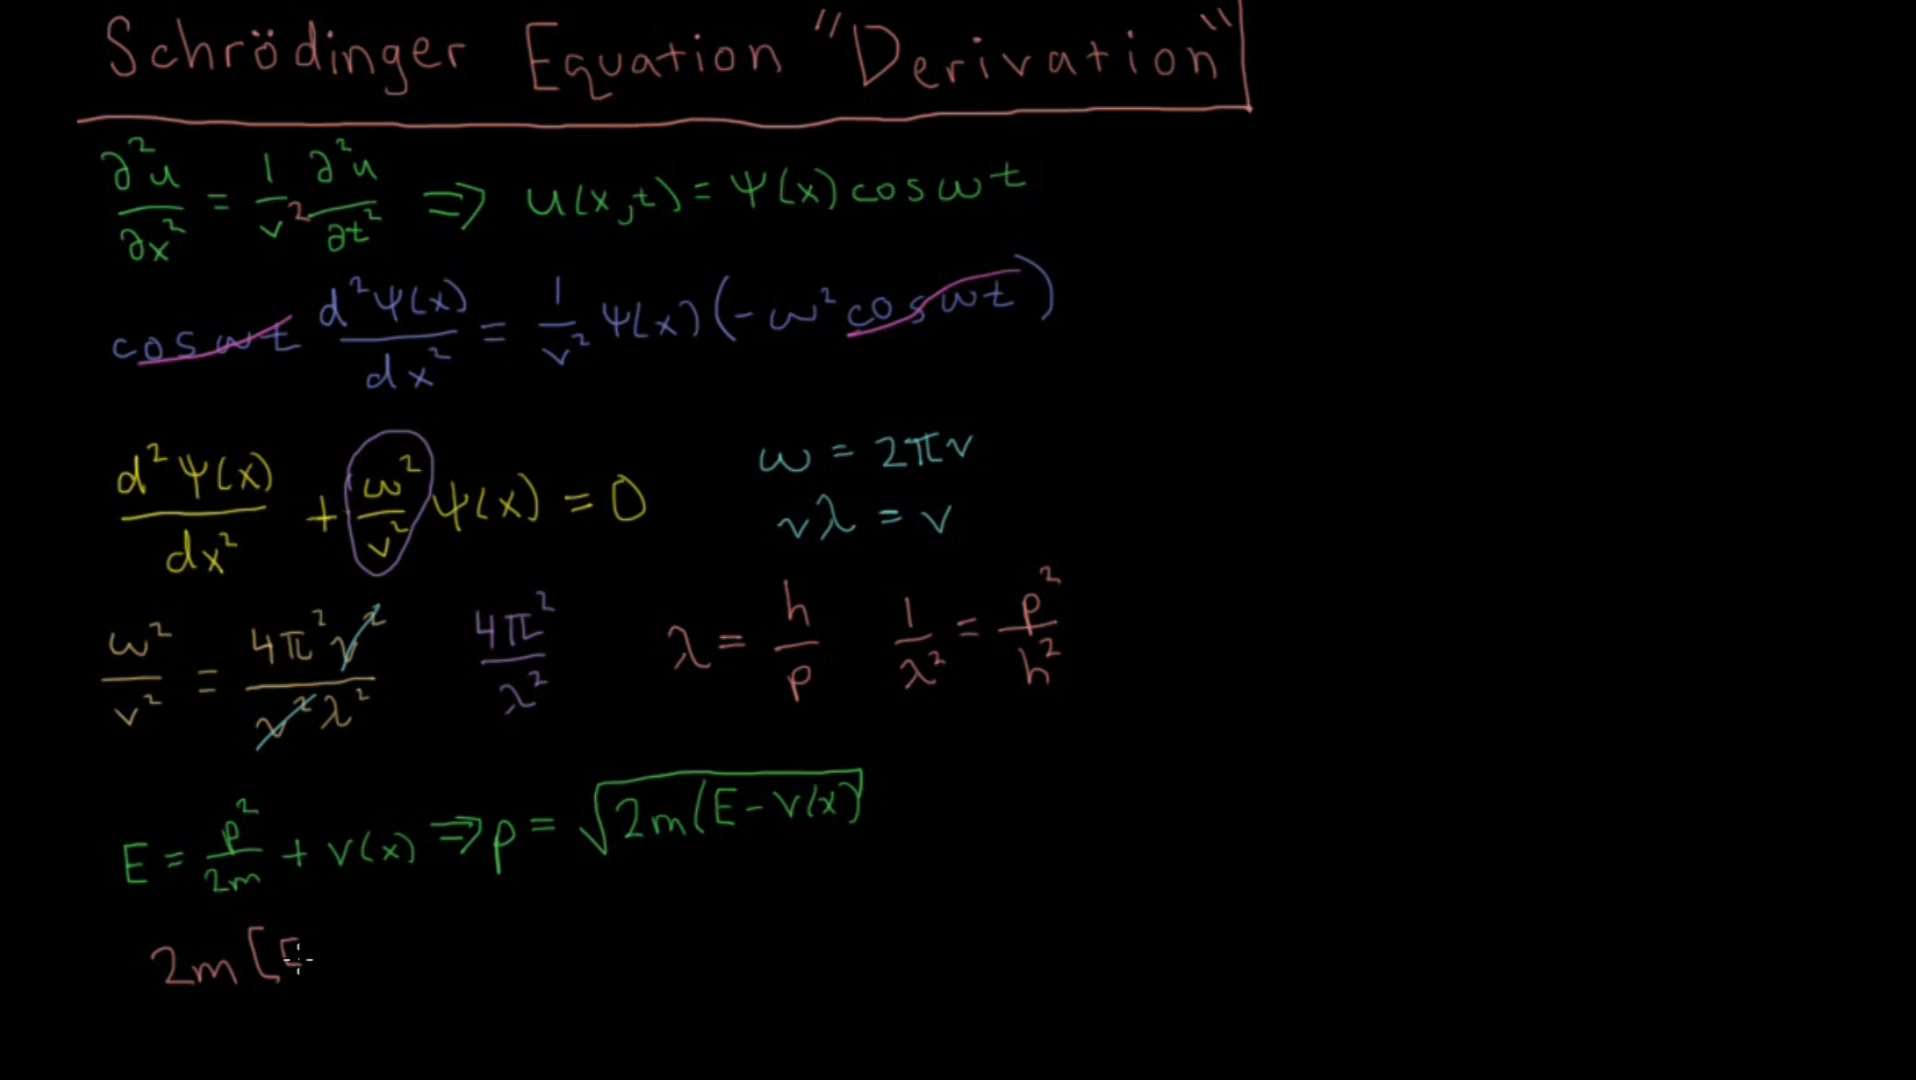 Schrödinger Equation "Derivation"
∂²u/∂x² = 1/v² ∂²u/∂t² ⇒ u(x,t) = Ψ(x) cos ωt
cos ωt d²Ψ(x)/dx² = 1/v² Ψ(x) (-ω² cos ωt)
d²Ψ(x)/dx² + ω²/v² Ψ(x) = 0
ω = 2πν
νλ = v
ω²/v² = 4π²ν²/ν²λ² 4π²/λ² λ = h/p 1/λ² = p²/h²
E = p²/2m + V(x) ⇒ p = √2m(E - V(x)
2m [E